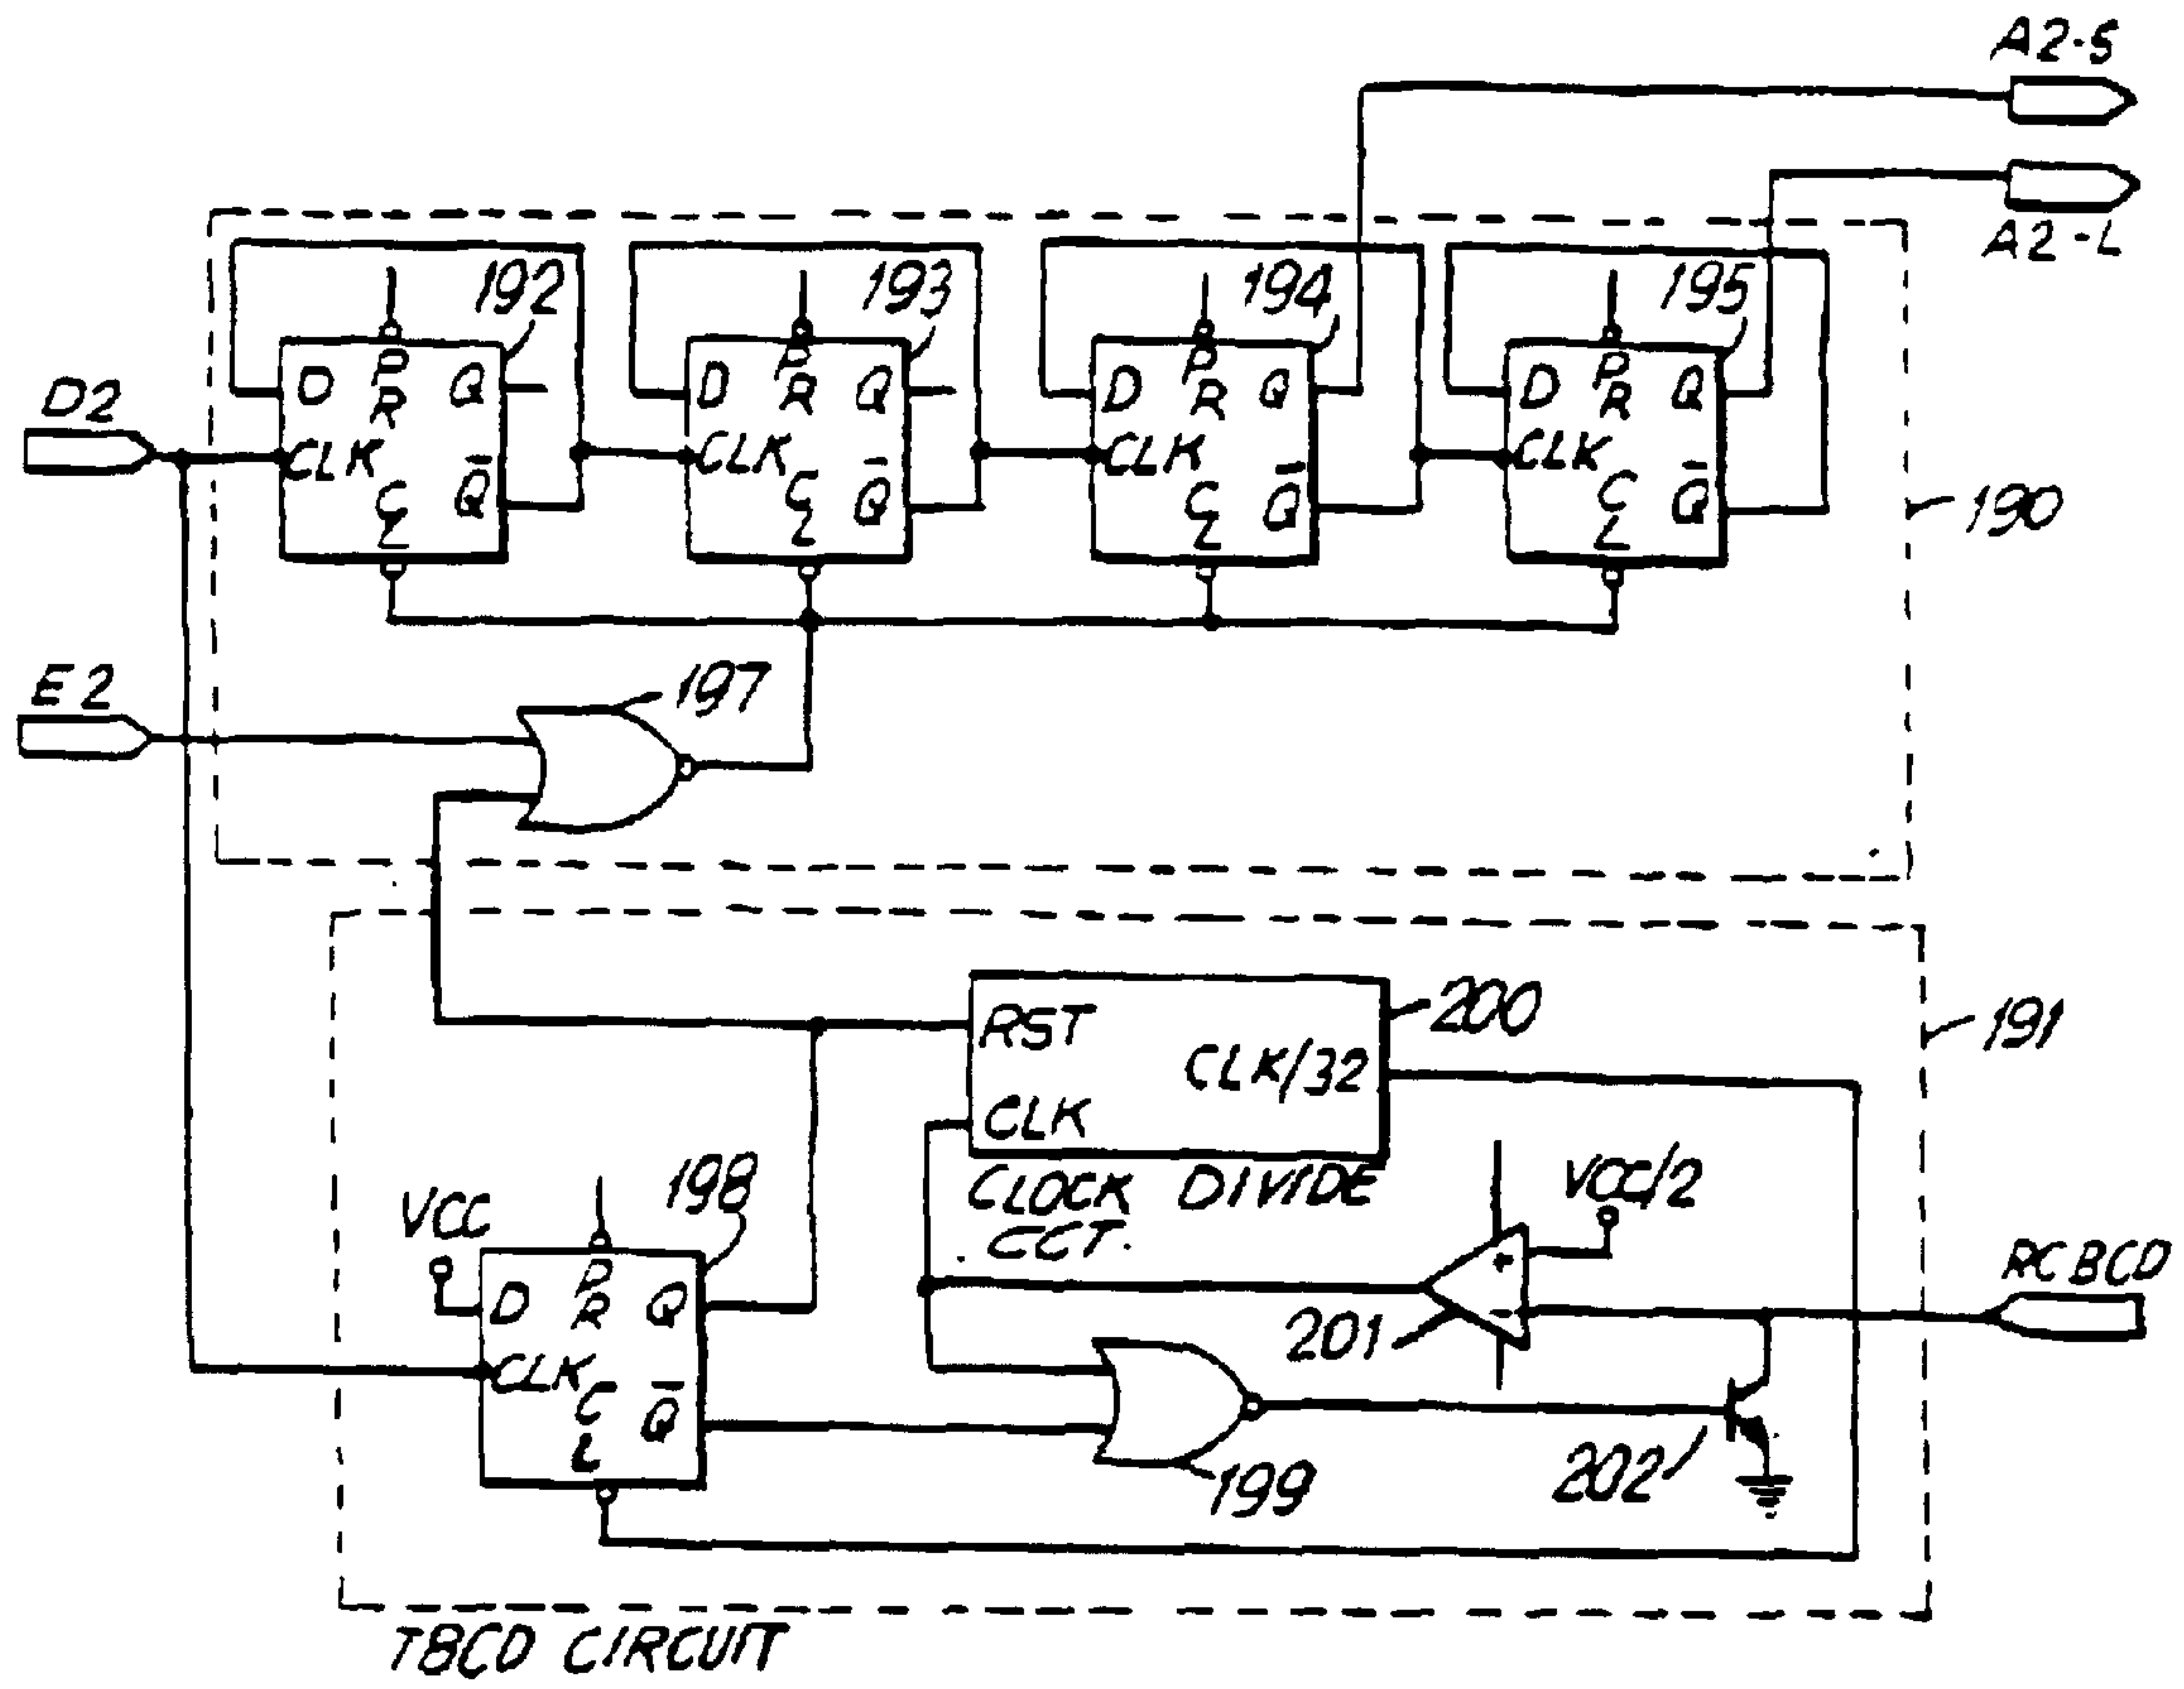 A2-S
A2-L
192
193
194
195
D
PR
Q
D
PR
Q
D
PR
Q
D
PR
Q
D2
CLK
CLK
CLK
CLK
CL
Q̄
CL
Q̄
CL
Q̄
CL
Q̄
190
E2
197
RST
200
CLK/32
191
CLK
CLOCK DIVIDE
CCT.
VCC
198
VCC/2
D
PR
Q
RCBCD
201
CLK
CL
Q̄
199
202
TBCD CIRCUIT